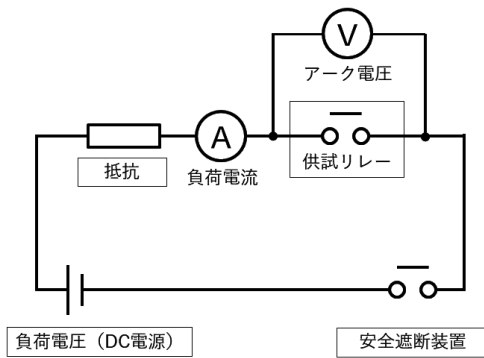 V
アーク電圧
A
抵抗
負荷電流
供試リレー
負荷電圧（DC電源）
安全遮断装置